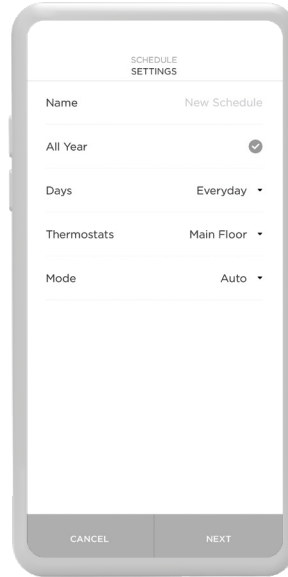 SCHEDULE
SETTINGS
Name New Schedule
All Year
Days Everyday
Thermostats Main Floor
Mode Auto
CANCEL NEXT